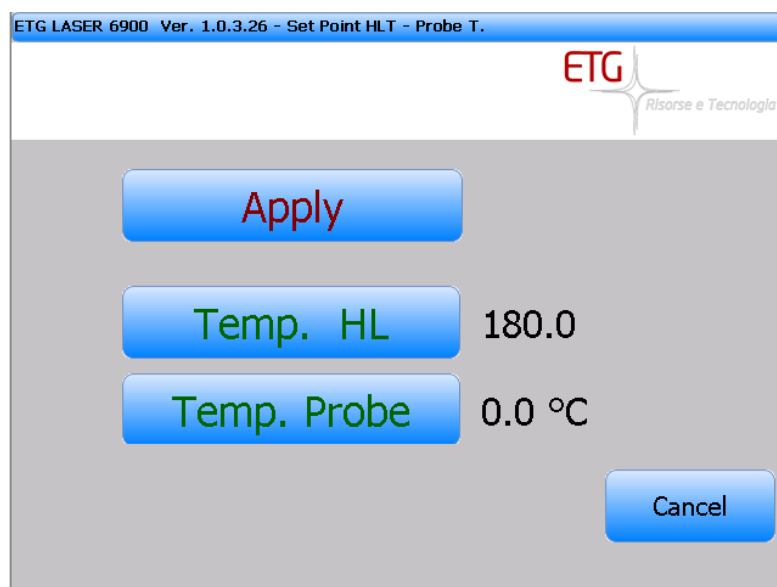 ETG LASER 6900 Ver. 1.0.3.26 - Set Point HLT - Probe T.
ETG
Risorse e Tecnologia
Apply
Temp. HL 180.0
Temp. Probe 0.0 °C
Cancel